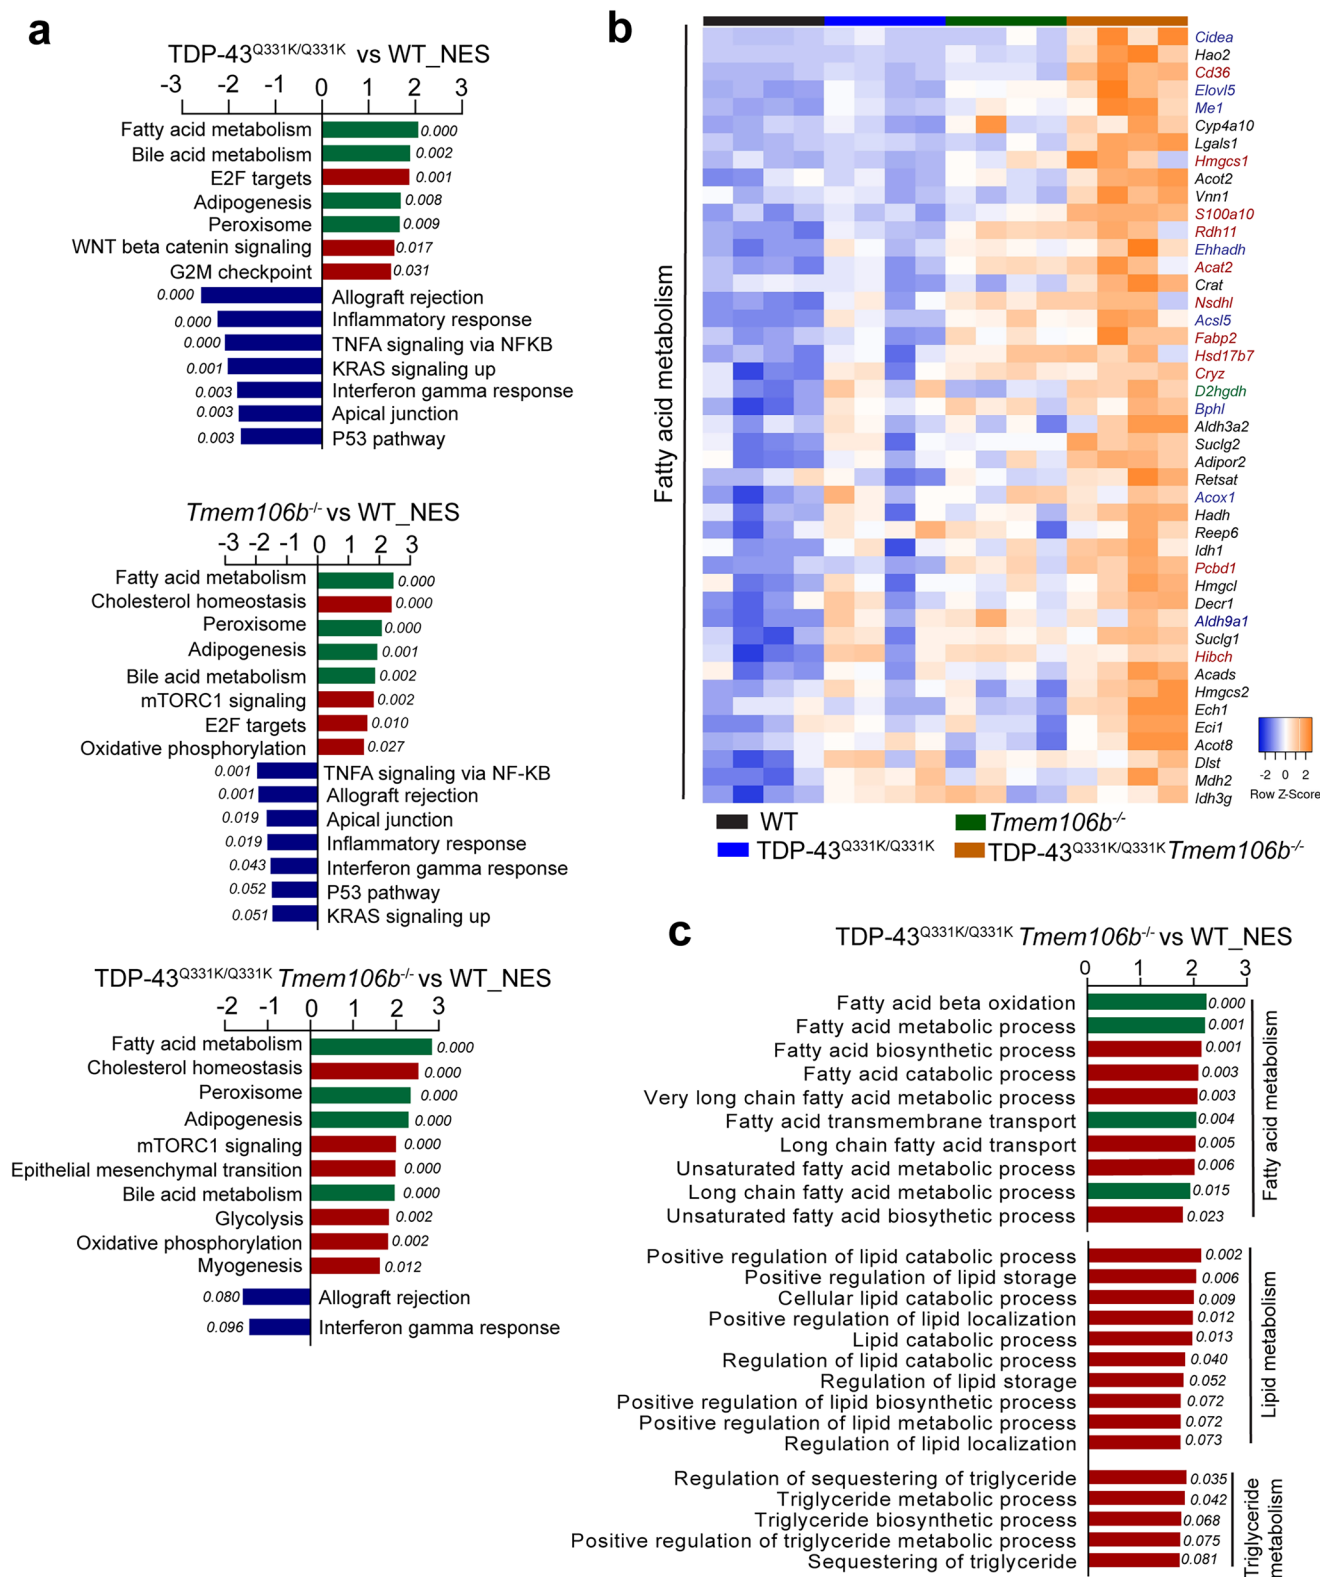 a
TDP-43Q331K/Q331K vs WT_NES
-3 -2 -1 0 1 2 3
Fatty acid metabolism 0.000
Bile acid metabolism 0.002
E2F targets 0.001
Adipogenesis 0.008
Peroxisome 0.009
WNT beta catenin signaling 0.017
G2M checkpoint 0.031
0.000 Allograft rejection
0.000 Inflammatory response
0.000 TNFA signaling via NFKB
0.001 KRAS signaling up
0.003 Interferon gamma response
0.003 Apical junction
0.003 P53 pathway
Tmem106b-/- vs WT_NES
-3 -2 -1 0 1 2 3
Fatty acid metabolism 0.000
Cholesterol homeostasis 0.000
Peroxisome 0.000
Adipogenesis 0.001
Bile acid metabolism 0.002
mTORC1 signaling 0.002
E2F targets 0.010
Oxidative phosphorylation 0.027
0.001 TNFA signaling via NF-KB
0.001 Allograft rejection
0.019 Apical junction
0.019 Inflammatory response
0.043 Interferon gamma response
0.052 P53 pathway
0.051 KRAS signaling up
TDP-43Q331K/Q331K Tmem106b-/- vs WT_NES
-2 -1 0 1 2 3
Fatty acid metabolism 0.000
Cholesterol homeostasis 0.000
Peroxisome 0.000
Adipogenesis 0.000
mTORC1 signaling 0.000
Epithelial mesenchymal transition 0.000
Bile acid metabolism 0.000
Glycolysis 0.002
Oxidative phosphorylation 0.002
Myogenesis 0.012
0.080 Allograft rejection
0.096 Interferon gamma response
b
Fatty acid metabolism
Cidea
Hao2
Cd36
Elovl5
Me1
Cyp4a10
Lgals1
Hmgcs1
Acot2
Vnn1
S100a10
Rdh11
Ehhadh
Acat2
Crat
Nsdhl
Acsl5
Fabp2
Hsd17b7
Cryz
D2hgdh
Bphl
Aldh3a2
Suclg2
Adipor2
Retsat
Acox1
Hadh
Reep6
Idh1
Pcbd1
Hmgcl
Decr1
Aldh9a1
Suclg1
Hibch
Acads
Hmgcs2
Ech1
Eci1
Acot8
Dlst
Mdh2
Idh3g
-2 0 2
Row Z-Score
WT Tmem106b-/-
TDP-43Q331K/Q331K TDP-43Q331K/Q331K Tmem106b-/-
c
TDP-43Q331K/Q331K Tmem106b-/- vs WT_NES
0 1 2 3
Fatty acid beta oxidation 0.000
Fatty acid metabolic process 0.001
Fatty acid biosynthetic process 0.001
Fatty acid catabolic process 0.003
Very long chain fatty acid metabolic process 0.003
Fatty acid transmembrane transport 0.004
Long chain fatty acid transport 0.005
Unsaturated fatty acid metabolic process 0.006
Long chain fatty acid metabolic process 0.015
Unsaturated fatty acid biosythetic process 0.023
Fatty acid metabolism
Positive regulation of lipid catabolic process 0.002
Positive regulation of lipid storage 0.006
Cellular lipid catabolic process 0.009
Positive regulation of lipid localization 0.012
Lipid catabolic process 0.013
Regulation of lipid catabolic process 0.040
Regulation of lipid storage 0.052
Positive regulation of lipid biosynthetic process 0.072
Positive regulation of lipid metabolic process 0.072
Regulation of lipid localization 0.073
Lipid metabolism
Regulation of sequestering of triglyceride 0.035
Triglyceride metabolic process 0.042
Triglyceride biosynthetic process 0.068
Positive regulation of triglyceride metabolic process 0.075
Sequestering of triglyceride 0.081
Triglyceride
metabolism